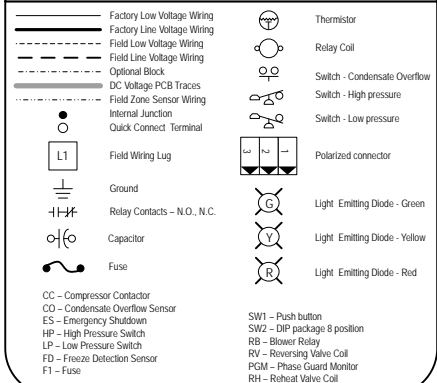 Factory Low Voltage Wiring
Factory Line Voltage Wiring
Field Low Voltage Wiring
Field Line Voltage Wiring
Optional Block
DC Voltage PCB Traces
Field Zone Sensor Wiring
Internal Junction
Quick Connect Terminal
L1 Field Wiring Lug
Ground
Relay Contacts – N.O., N.C.
Capacitor
Fuse
CC – Compressor Contactor
CO – Condensate Overflow Sensor
ES – Emergency Shutdown
HP – High Pressure Switch
LP – Low Pressure Switch
FD – Freeze Detection Sensor
F1 – Fuse
Thermistor
Relay Coil
Switch - Condensate Overflow
Switch - High pressure
Switch - Low pressure
3 2 1 Polarized connector
G Light Emitting Diode - Green
Y Light Emitting Diode - Yellow
R Light Emitting Diode - Red
SW1 – Push button
SW2 – DIP package 8 position
RB – Blower Relay
RV – Reversing Valve Coil
PGM – Phase Guard Monitor
RH – Reheat Valve Coil